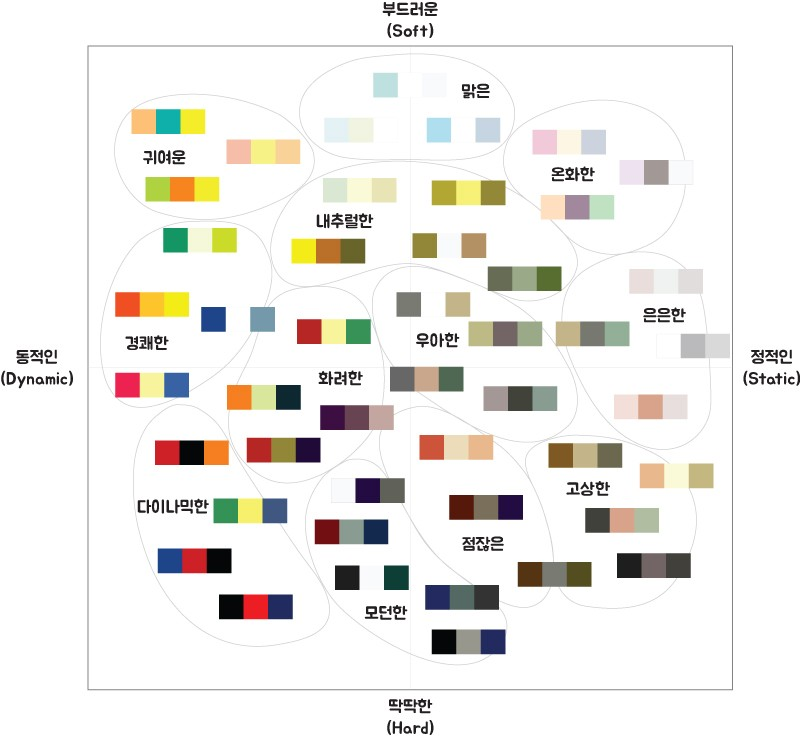 부드러운
(Soft)
맑은
귀여운
온화한
내추럴한
은은한
경쾌한
우아한
동적인
(Dynamic)
정적인
(Static)
화려한
다이나믹한
고상한
점잖은
모던한
딱딱한
(Hard)